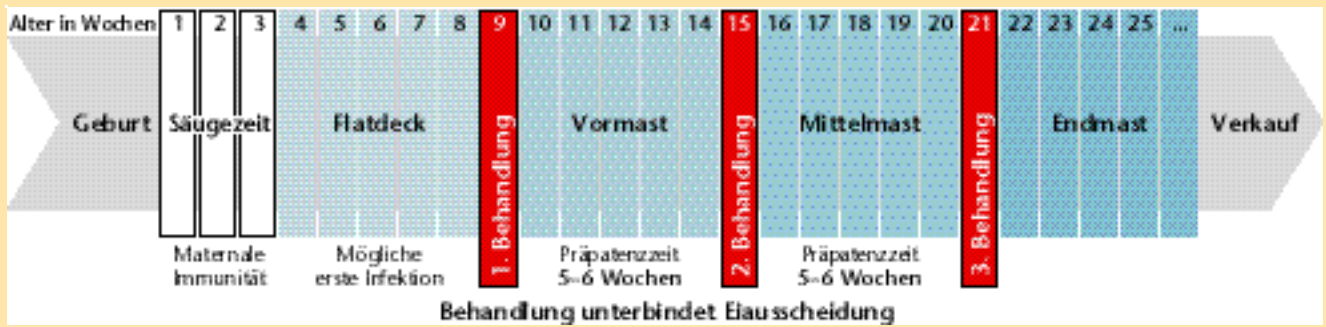 Alter in Wochen 1 2 3 4 5 6 7 8 9 10 11 12 13 14 15 16 17 18 19 20 21 22 23 24 25 ...
Geburt Säugezeit Flatdeck 1. Behandlung Vormast 2. Behandlung Mittelmast 3. Behandlung Endmast Verkauf
Maternale Mögliche Präpatenzzeit Präpatenzzeit
Immunität erste Infektion 5–6 Wochen 5–6 Wochen
Behandlung unterbindet Eiausscheidung